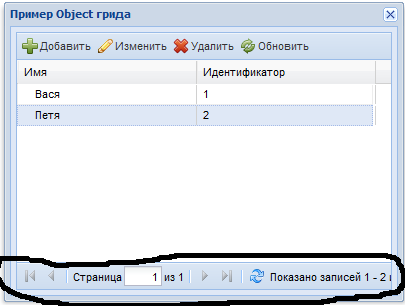 Пример Object грида
Добавить Изменить Удалить Обновить
Имя Идентификатор
Вася 1
Петя 2
Страница 1 из 1 Показано записей 1 - 2